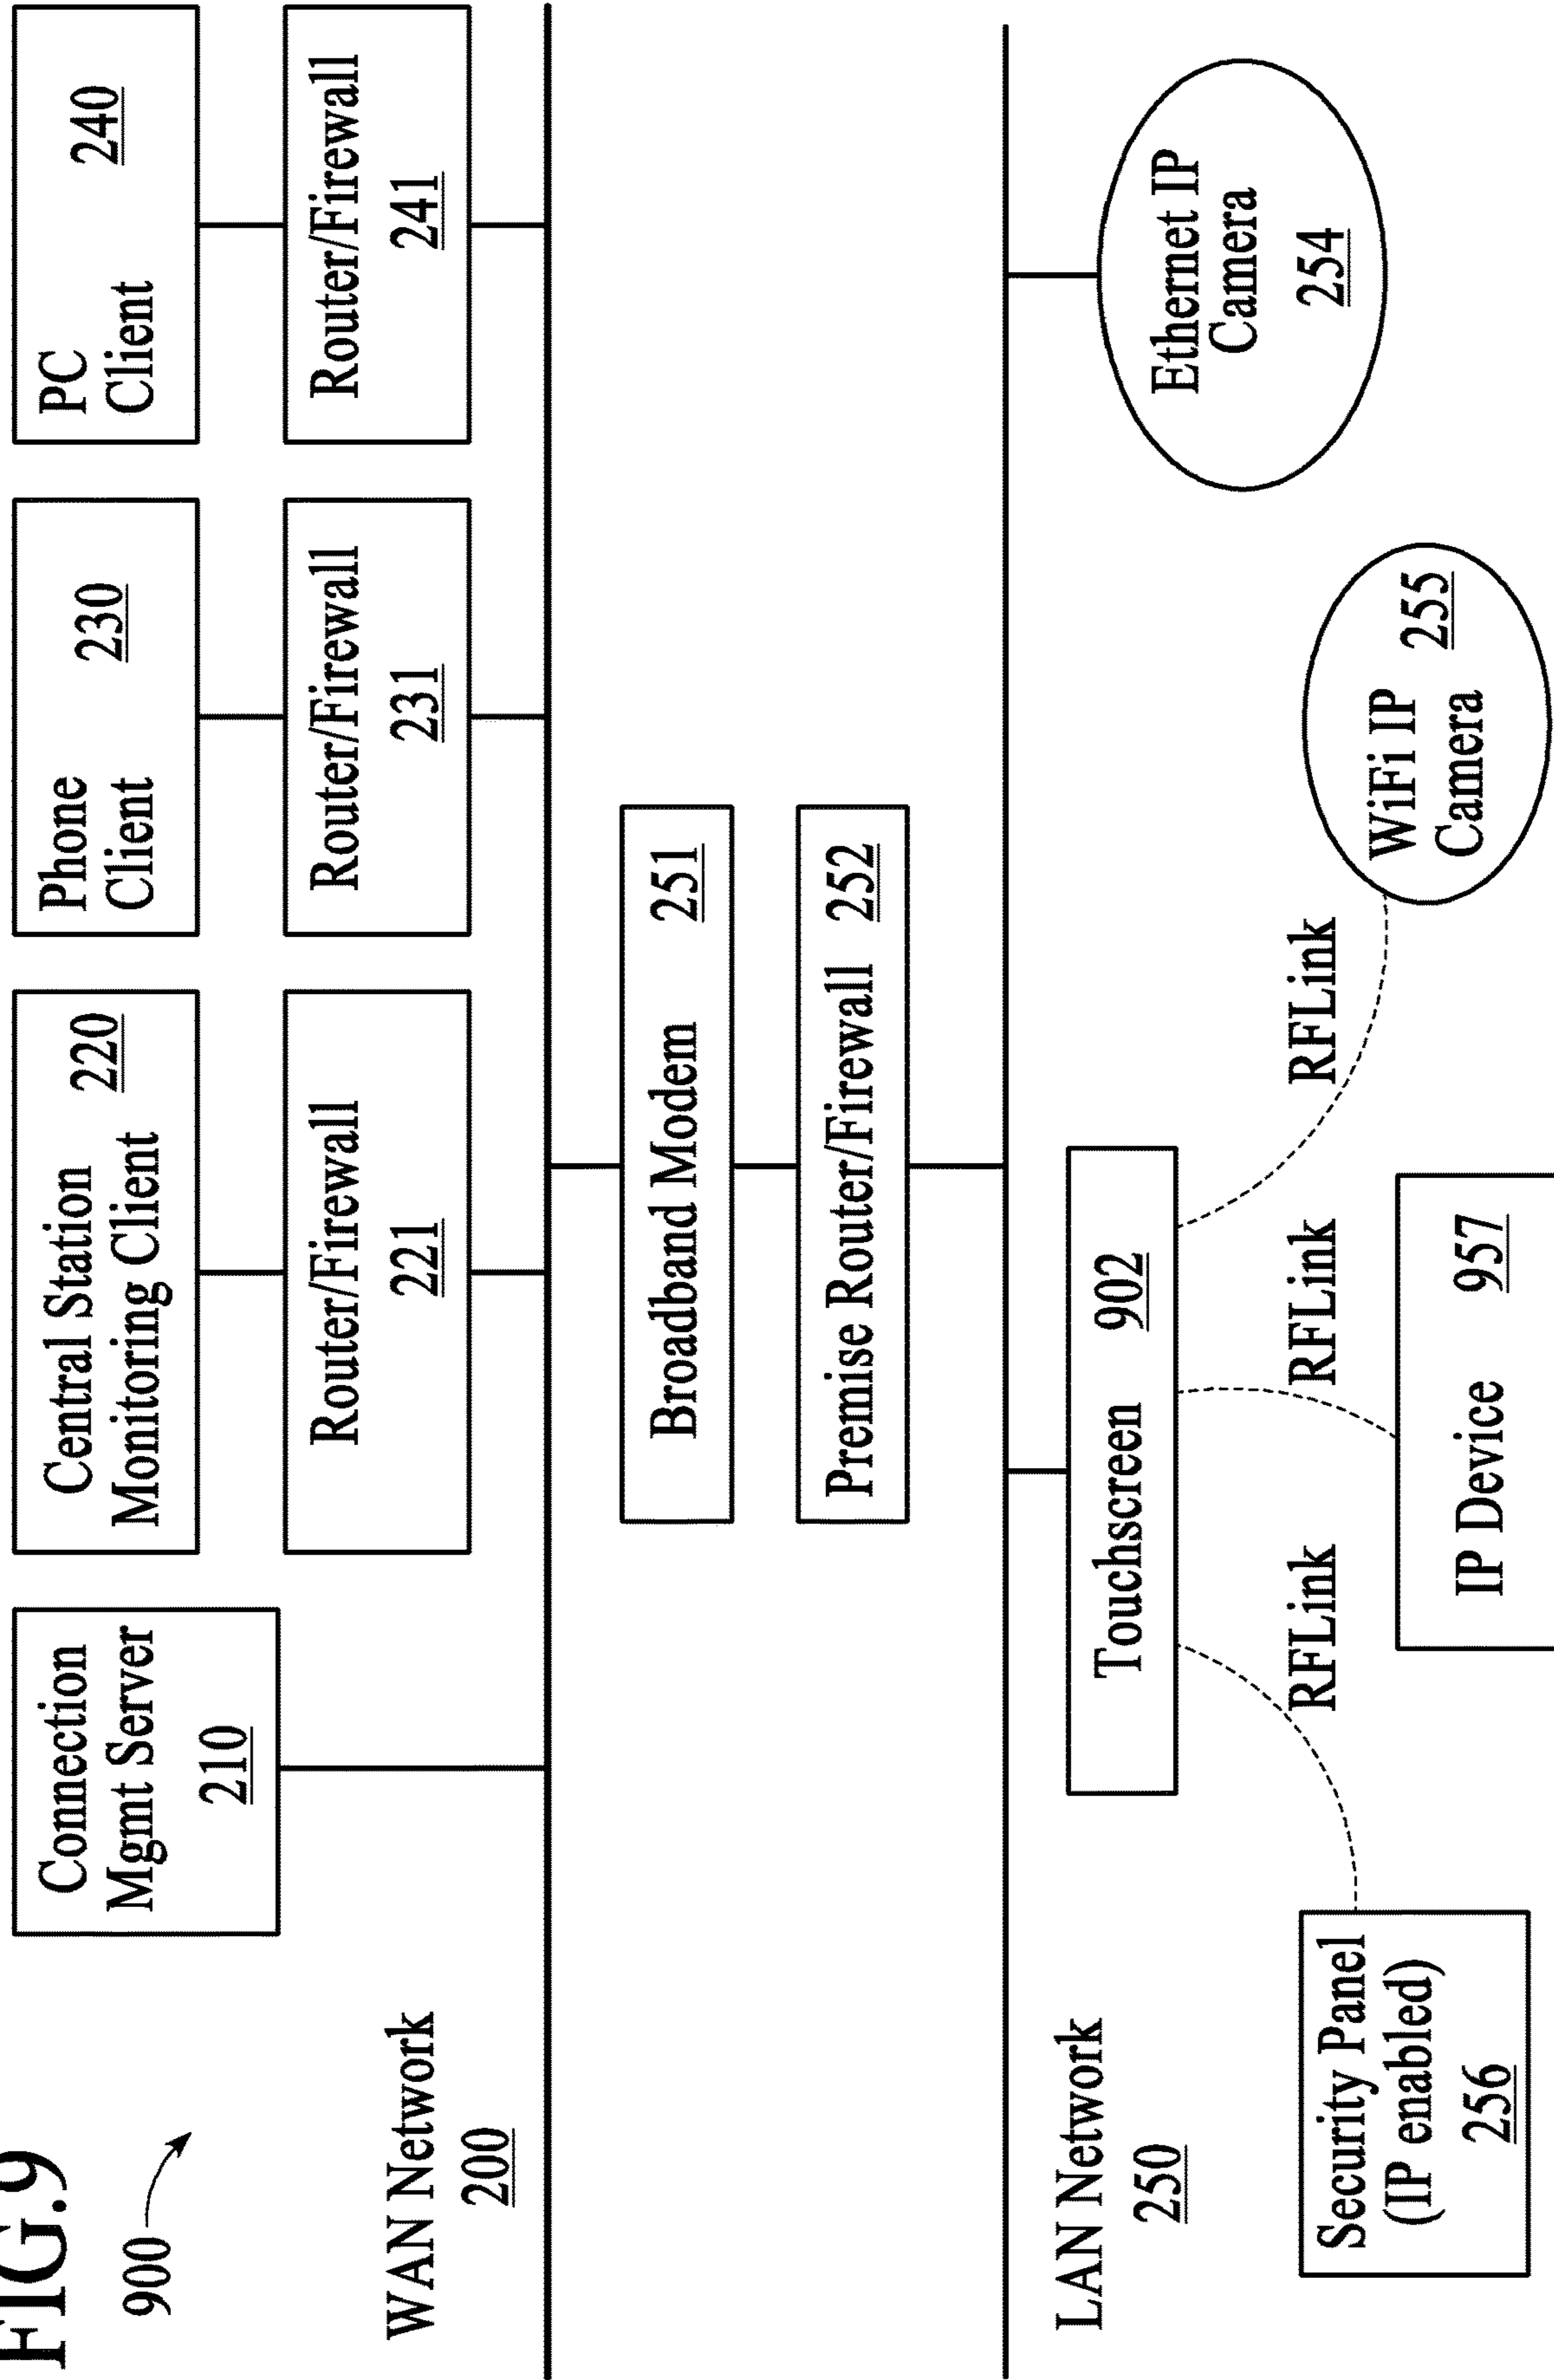 FIG.9
900
Connection
Mgmt Server
210
Central Station
Monitoring Client
220
Phone
Client
230
PC
Client
240
Router/Firewall
221
Router/Firewall
231
Router/Firewall
241
WAN Network
200
Broadband Modem 251
Premise Router/Firewall 252
LAN Network
250
Touchscreen 902
Ethernet IP
Camera
254
RFLink
RFLink
RFLink
Security Panel
(IP enabled)
256
IP Device 957
WiFi IP
Camera
255